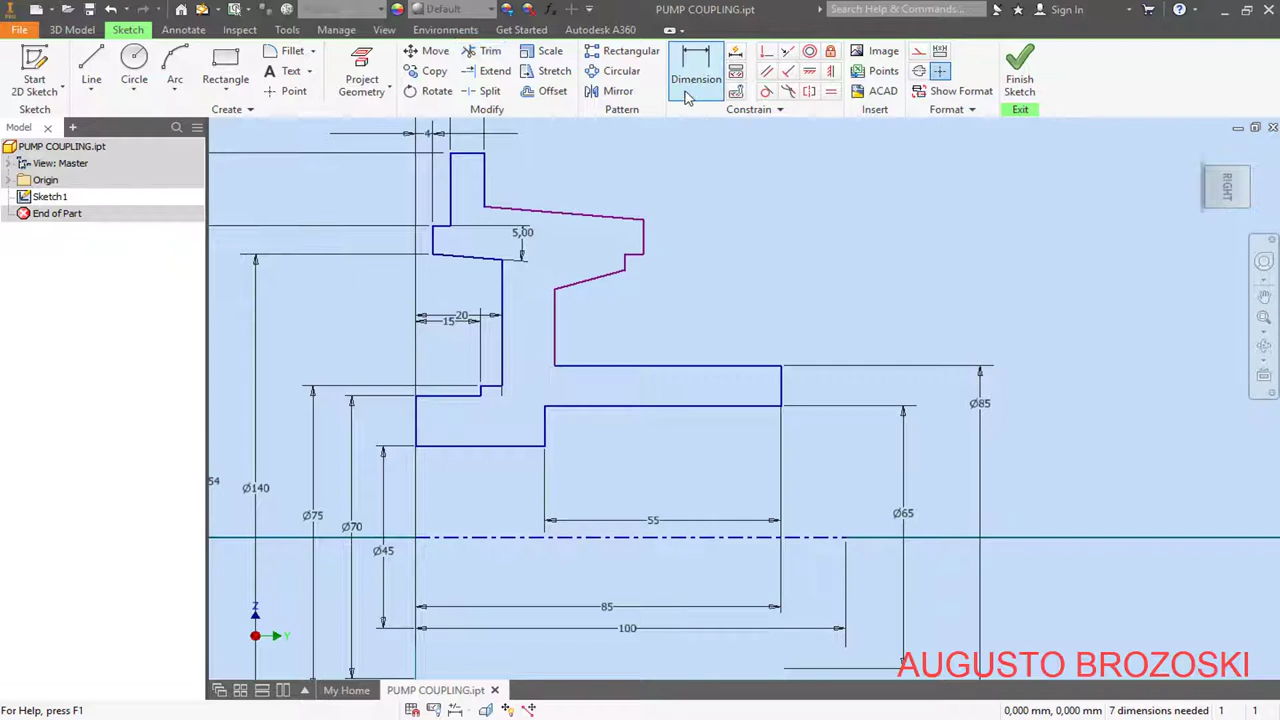 PRO
Default
PUMP COUPLING.ipt
Search Help & Commands...
Sign In
File
3D Model
Sketch
Annotate
Inspect
Tools
Manage
View
Environments
Get Started
Autodesk A360
Start
2D Sketch
Line
Circle
Arc
Rectangle
Fillet
Text
Point
Project
Geometry
Move
Copy
Rotate
Trim
Extend
Split
Scale
Stretch
Offset
Rectangular
Circular
Mirror
Dimension
Image
Points
ACAD
Show Format
Finish
Sketch
Sketch
Create
Modify
Pattern
Constrain
Insert
Format
Exit
Model
PUMP COUPLING.ipt
View: Master
Origin
Sketch1
End of Part
4
5,00
20
15
RIGHT
Ø85
54
Ø140
Ø75
Ø70
Ø45
55
Ø65
85
100
Z
Y
AUGUSTO BROZOSKI
My Home
PUMP COUPLING.ipt
For Help, press F1
0,000 mm, 0,000 mm
7 dimensions needed
1
1